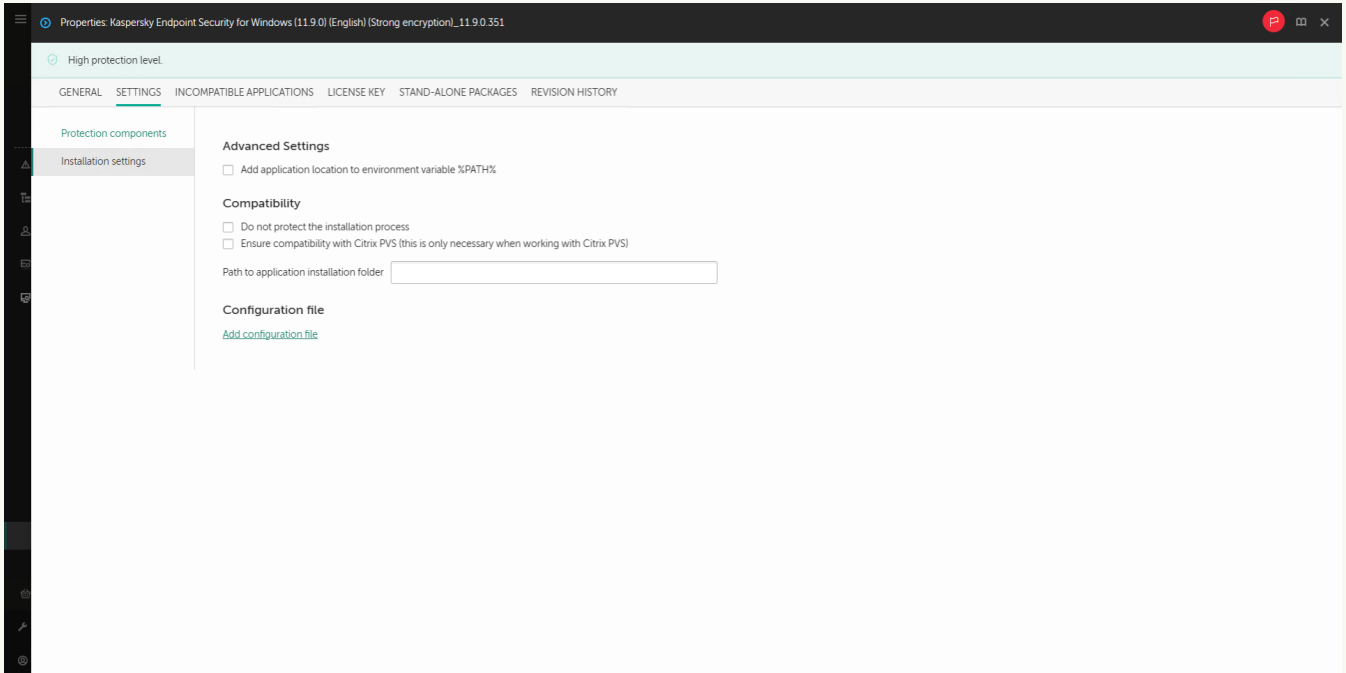 Properties: Kaspersky Endpoint Security for Windows (11.9.0) (English) (Strong encryption)_11.9.0.351
High protection level.
GENERAL SETTINGS INCOMPATIBLE APPLICATIONS LICENSE KEY STAND-ALONE PACKAGES REVISION HISTORY
Protection components
Installation settings
Advanced Settings
Add application location to environment variable %PATH%
Compatibility
Do not protect the installation process
Ensure compatibility with Citrix PVS (this is only necessary when working with Citrix PVS)
Path to application installation folder
Configuration file
Add configuration file